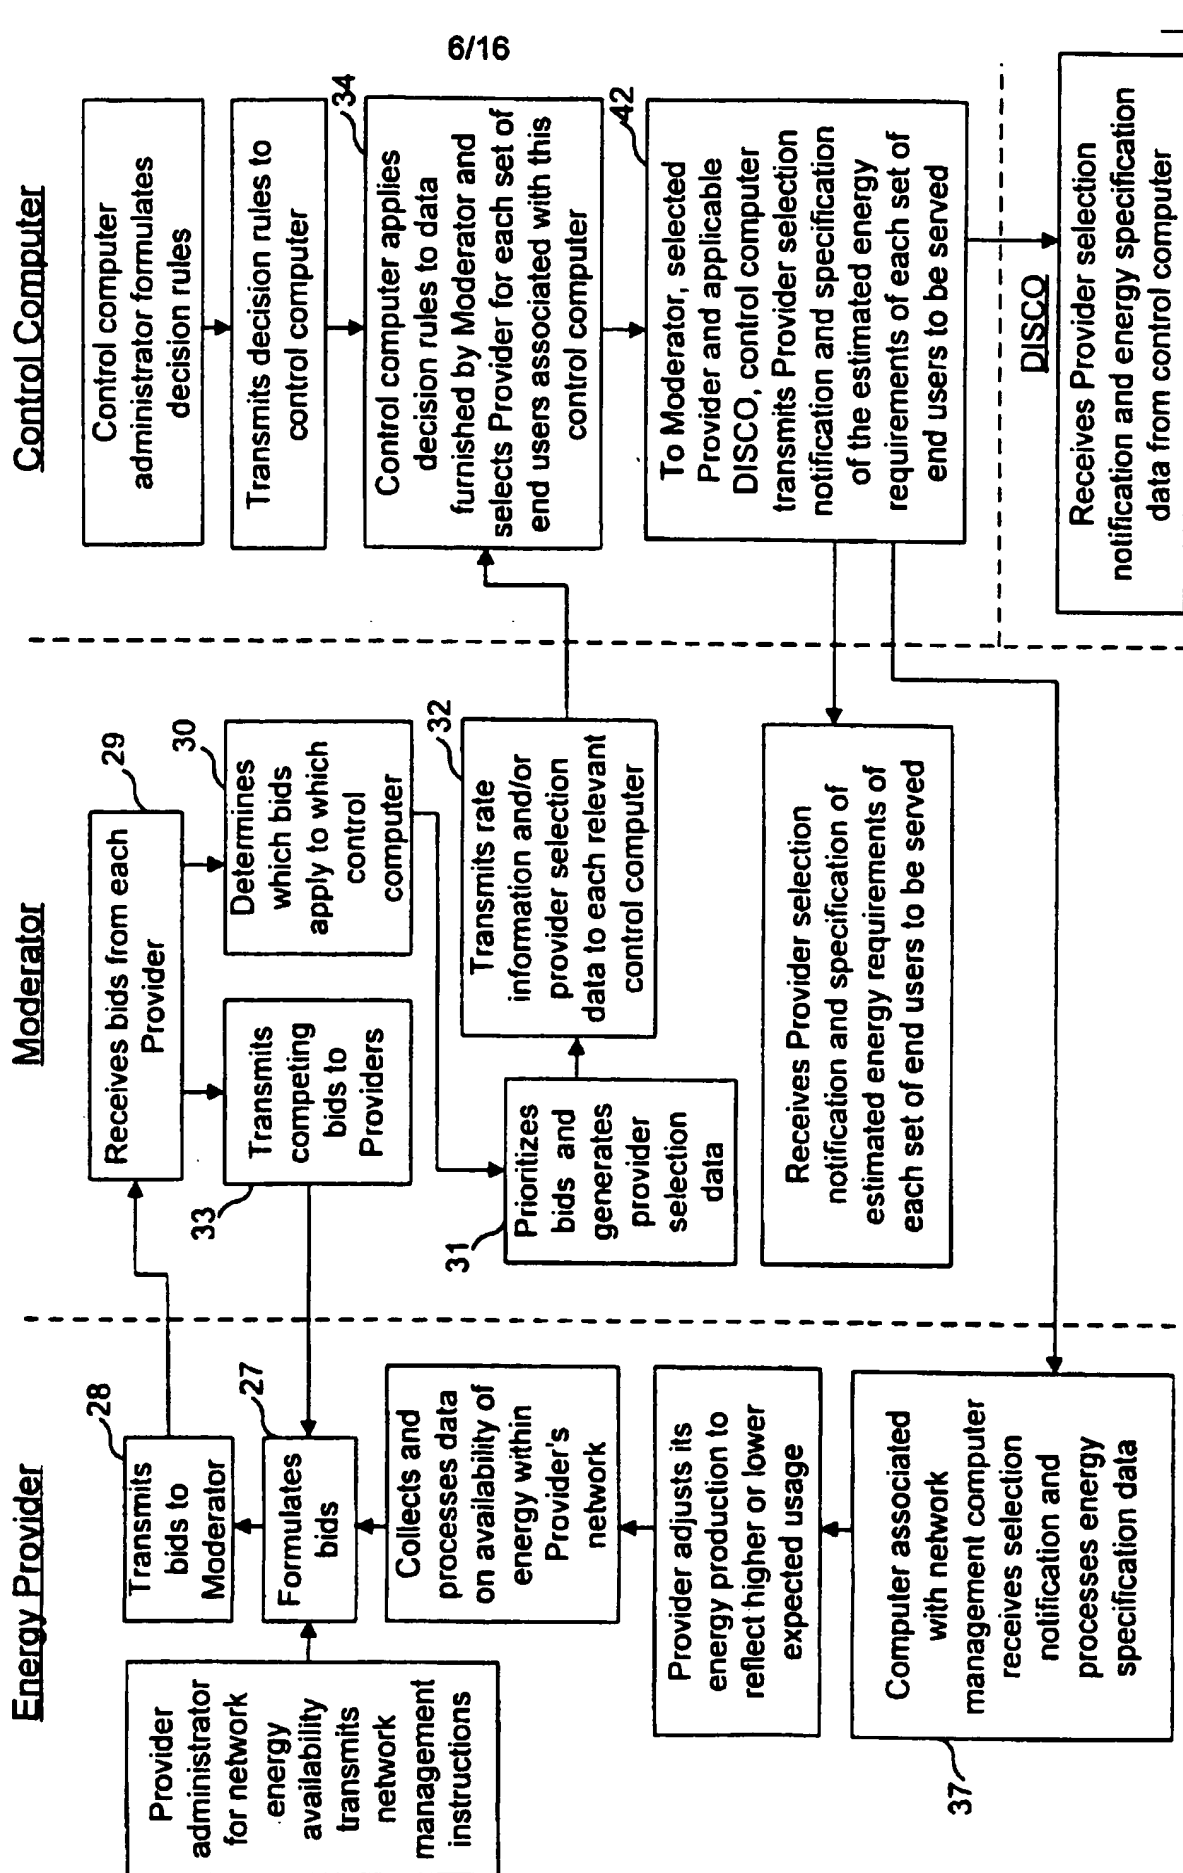 6/16
Energy Provider
Provider
administrator
for network
energy
availability
transmits
network
management
instructions
28
Transmits
bids to
Moderator
27
Formulates
bids
Collects and
processes data
on availability of
energy within
Provider's
network
Provider adjusts its
energy production to
reflect higher or lower
expected usage
37
Computer associated
with network
management computer
receives selection
notification and
processes energy
specification data
Moderator
29
Receives bids from each
Provider
33
Transmits
competing
bids to
Providers
30
Determines
which bids
apply to which
control
computer
31
Prioritizes
bids and
generates
provider
selection
data
32
Transmits rate
information and/or
provider selection
data to each relevant
control computer
Receives Provider selection
notification and specification of
estimated energy requirements of
each set of end users to be served
Control Computer
Control computer
administrator formulates
decision rules
Transmits decision rules to
control computer
34
Control computer applies
decision rules to data
furnished by Moderator and
selects Provider for each set of
end users associated with this
control computer
42
To Moderator, selected
Provider and applicable
DISCO, control computer
transmits Provider selection
notification and specification
of the estimated energy
requirements of each set of
end users to be served
DISCO
Receives Provider selection
notification and energy specification
data from control computer